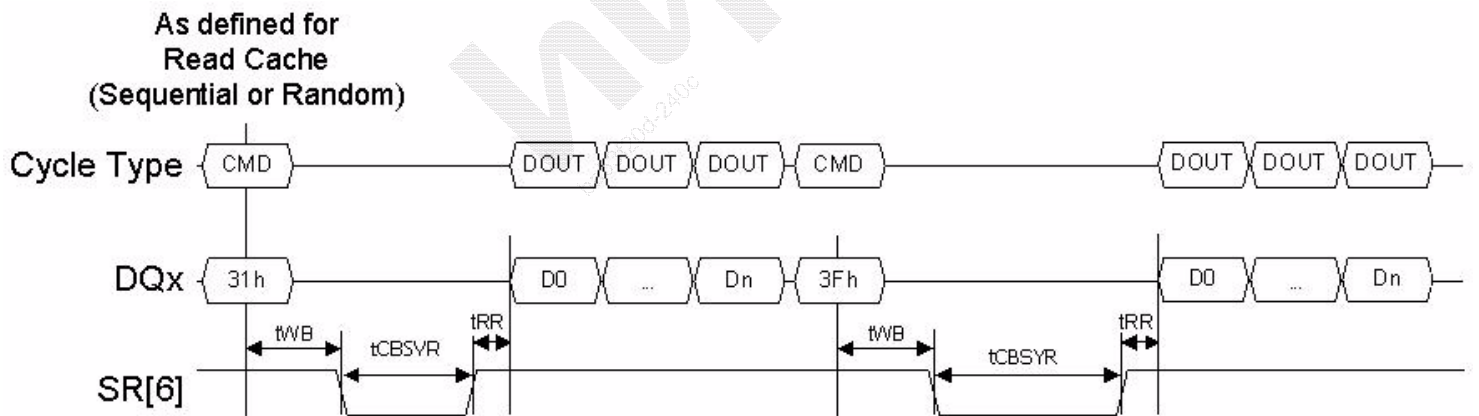 As defined for
Read Cache
(Sequential or Random)
Cycle Type CMD DOUT DOUT DOUT CMD DOUT DOUT DOUT
DQx 31h D0 ... Dn 3Fh D0 ... Dn
tWB tCBSYR tRR tWB tCBSYR tRR
SR[6]